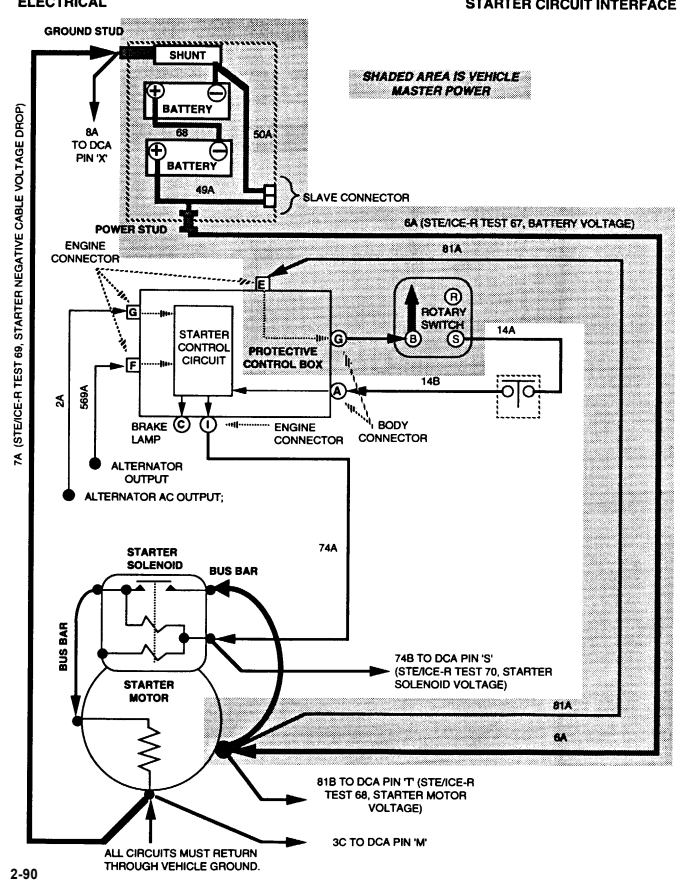 ELECTRICAL
STARTER CIRCUIT INTERFACE
GROUND STUD
SHUNT
SHADED AREA IS VEHICLE
MASTER POWER
+
−
BATTERY
8A
TO DCA
PIN 'X'
68
50A
+
−
BATTERY
49A
SLAVE CONNECTOR
POWER STUD
6A (STE/ICE-R TEST 67, BATTERY VOLTAGE)
81A
ENGINE
CONNECTOR
E
R
ROTARY
SWITCH
B
S
14A
G
STARTER
CONTROL
CIRCUIT
PROTECTIVE
CONTROL BOX
G
F
A
14B
2A
569A
7A (STE/ICE-R TEST 69, STARTER NEGATIVE CABLE VOLTAGE DROP)
BRAKE
LAMP
C
I
ENGINE
CONNECTOR
BODY
CONNECTOR
ALTERNATOR
OUTPUT
ALTERNATOR AC OUTPUT;
74A
STARTER
SOLENOID
BUS BAR
BUS BAR
74B TO DCA PIN 'S'
(STE/ICE-R TEST 70, STARTER
SOLENOID VOLTAGE)
STARTER
MOTOR
81A
6A
81B TO DCA PIN 'T' (STE/ICE-R
TEST 68, STARTER MOTOR
VOLTAGE)
3C TO DCA PIN 'M'
ALL CIRCUITS MUST RETURN
THROUGH VEHICLE GROUND.
2-90